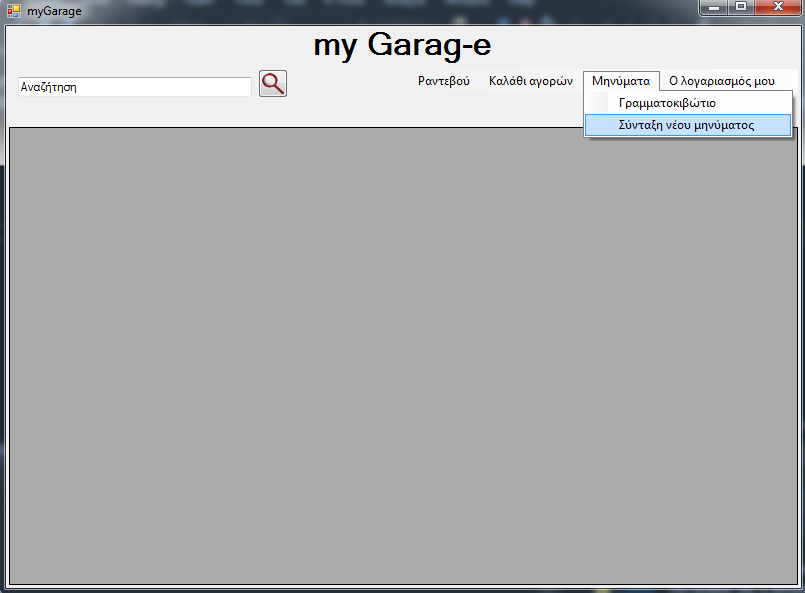 myGarage
my Garag-e
Αναζήτηση
Ραντεβού Καλάθι αγορών Μηνύματα Ο λογαριασμός μου
Γραμματοκιβώτιο
Σύνταξη νέου μηνύματος